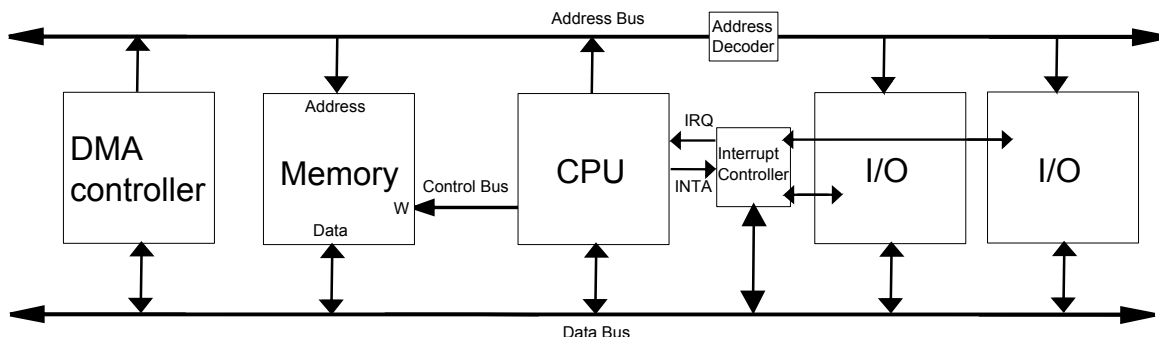 Address Bus
Address
Decoder
DMA
controller
Address
Memory
W
Data
Control Bus
CPU
IRQ
INTA
Interrupt
Controller
I/O
I/O
Data Bus